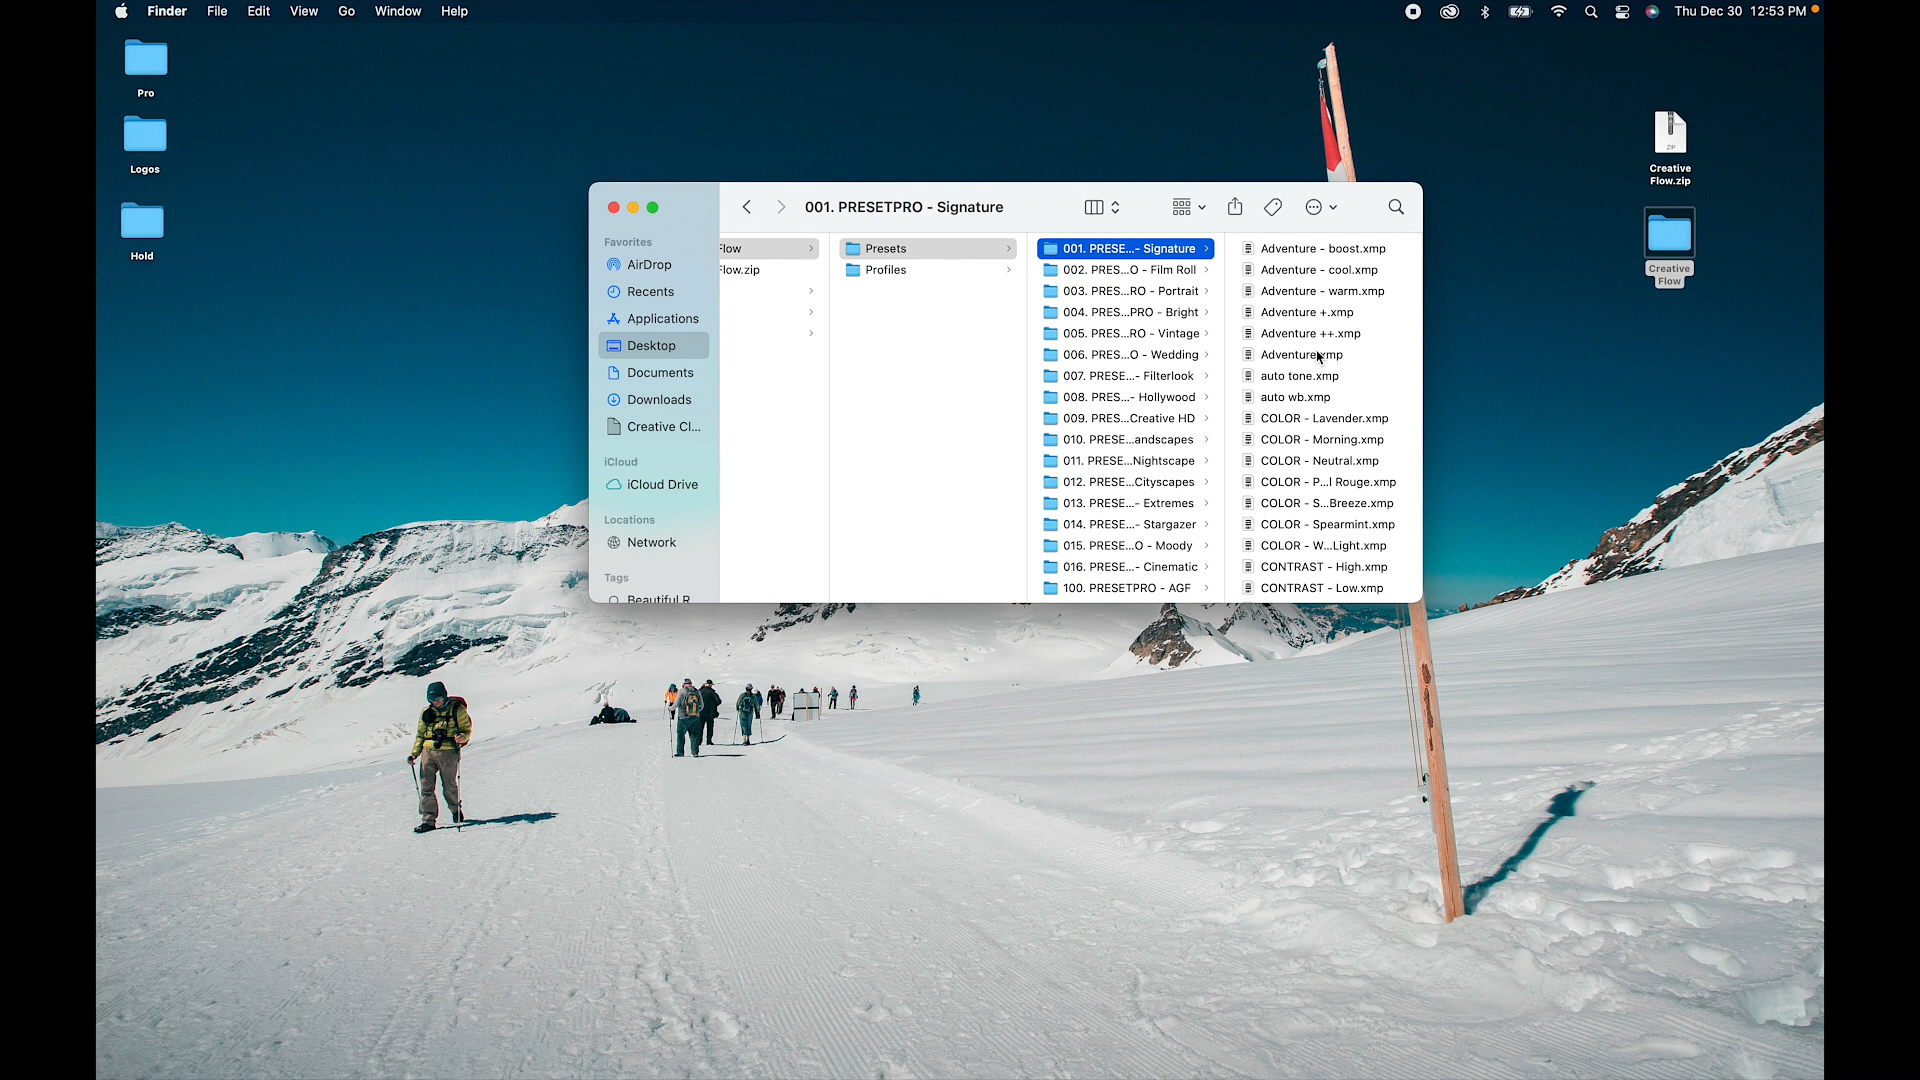 Finder File Edit View Go Window Help
Thu Dec 30 12:53 PM
Pro
Logos
Hold
ZIP
Creative
Flow.zip
Creative
Flow
001. PRESETPRO - Signature
Favorites
AirDrop
Recents
Applications
Desktop
Documents
Downloads
Creative Cl...
iCloud
iCloud Drive
Locations
Network
Tags
Beautiful R
Flow
Flow.zip
Presets
Profiles
001. PRESE...- Signature
002. PRES...O - Film Roll
003. PRES...RO - Portrait
004. PRES...PRO - Bright
005. PRES...RO - Vintage
006. PRES...O - Wedding
007. PRESE...- Filterlook
008. PRES...- Hollywood
009. PRES...Creative HD
010. PRESE...andscapes
011. PRESE...Nightscape
012. PRESE...Cityscapes
013. PRESE...- Extremes
014. PRESE...- Stargazer
015. PRESE...O - Moody
016. PRESE...- Cinematic
100. PRESETPRO - AGF
Adventure - boost.xmp
Adventure - cool.xmp
Adventure - warm.xmp
Adventure +.xmp
Adventure ++.xmp
Adventure.xmp
auto tone.xmp
auto wb.xmp
COLOR - Lavender.xmp
COLOR - Morning.xmp
COLOR - Neutral.xmp
COLOR - P...l Rouge.xmp
COLOR - S...Breeze.xmp
COLOR - Spearmint.xmp
COLOR - W...Light.xmp
CONTRAST - High.xmp
CONTRAST - Low.xmp